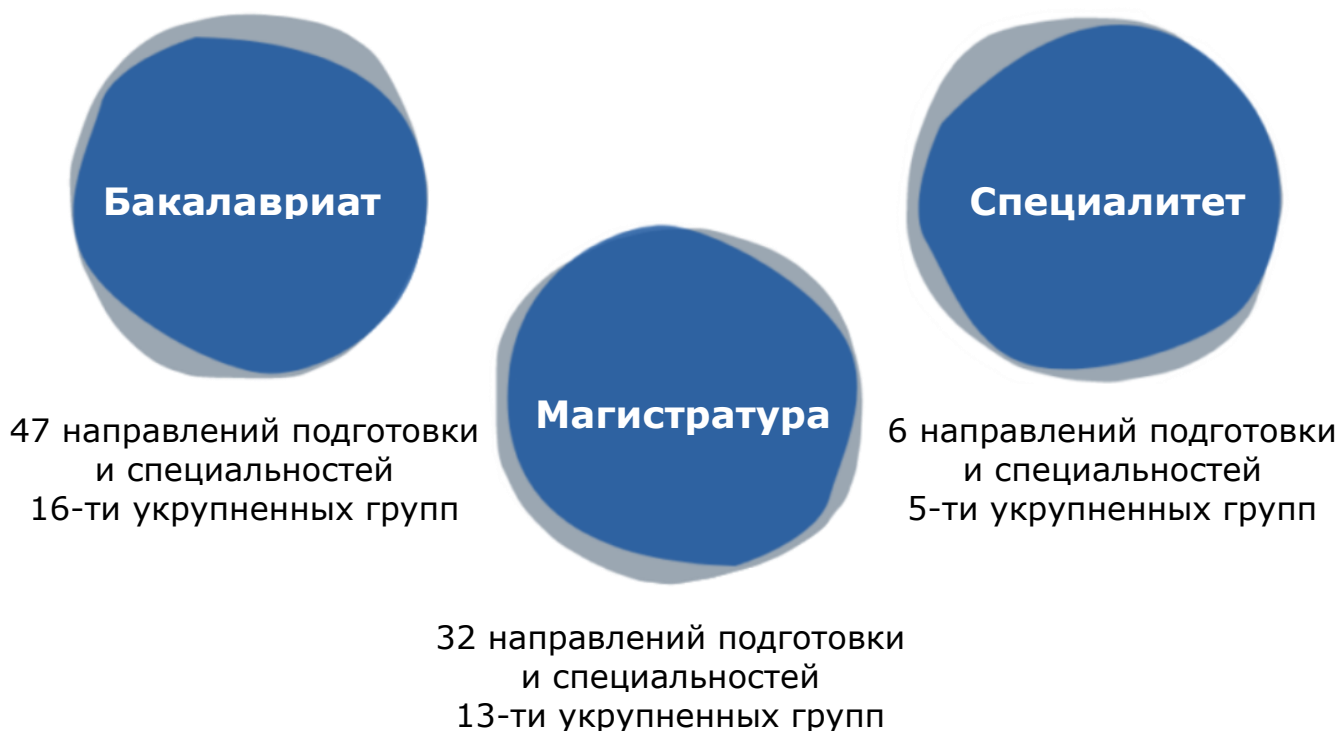 Бакалавриат
47 направлений подготовки
и специальностей
16-ти укрупненных групп
Магистратура
32 направлений подготовки
и специальностей
13-ти укрупненных групп
Специалитет
6 направлений подготовки
и специальностей
5-ти укрупненных групп